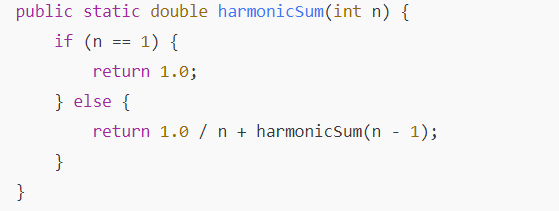 public static double harmonicSum(int n) {
    if (n == 1) {
        return 1.0;
    } else {
        return 1.0 / n + harmonicSum(n - 1);
    }
}